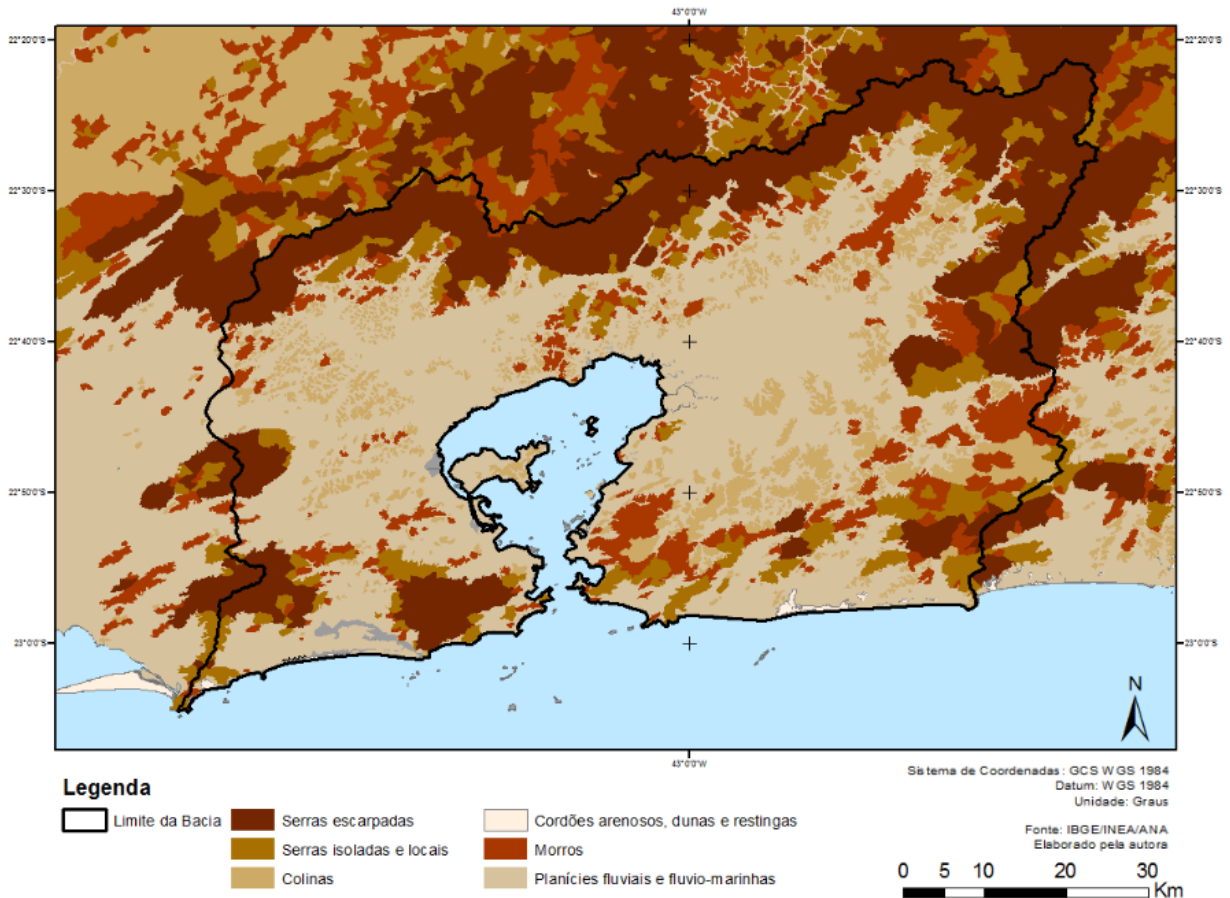 43°0'0"W
22°20'0"S
22°20'0"S
22°30'0"S
22°30'0"S
22°40'0"S
22°40'0"S
22°50'0"S
22°50'0"S
23°0'0"S
23°0'0"S
43°0'0"W
N
Legenda
Limite da Bacia
Serras escarpadas
Serras isoladas e locais
Colinas
Cordões arenosos, dunas e restingas
Morros
Planícies fluviais e fluvio-marinhas
Sistema de Coordenadas: GCS WGS 1984
Datum: WGS 1984
Unidade: Graus
Fonte: IBGE/INEA/ANA
Elaborado pela autora
0 5 10 20 30
Km